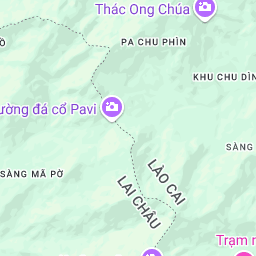 Thác Ong Chúa
PA CHU PHÌN
KHU CHU DÌN
ường đá cổ Pavi
SÀNG
SÀNG MÃ PỜ
LÀO CAI
LAI CHÂU
Trạm